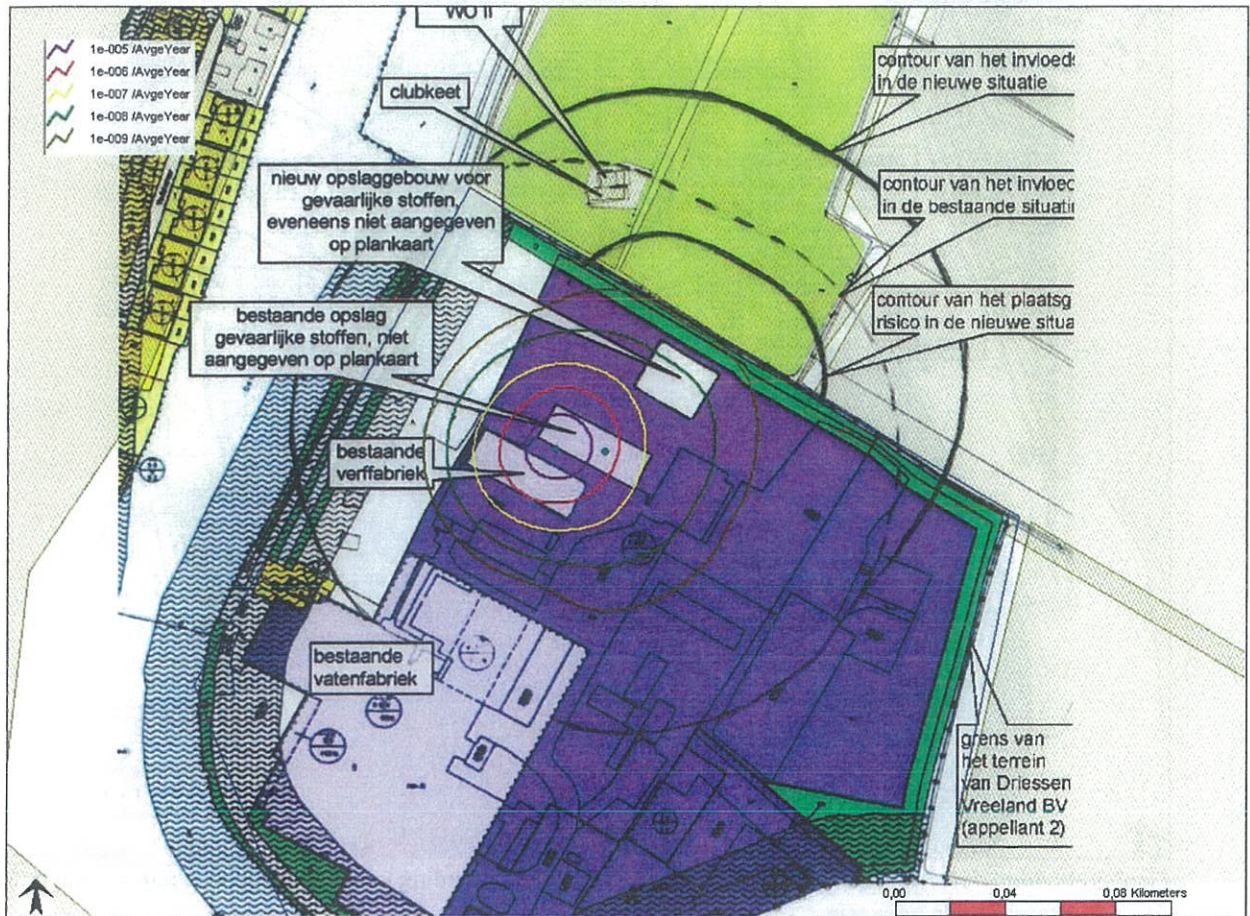 WO II
1e-005 /AvgeYear
1e-006 /AvgeYear
1e-007 /AvgeYear
1e-008 /AvgeYear
1e-009 /AvgeYear
clubkeet
contour van het invloeds
in de nieuwe situatie
nieuw opslaggebouw voor
gevaarlijke stoffen,
eveneens niet aangegeven
op plankaart
contour van het invloed
in de bestaande situati
bestaande opslag
gevaarlijke stoffen, niet
aangegeven op plankaart
contour van het plaatsg
risico in de nieuwe situa
bestaande
verffabriek
bestaande
vatenfabriek
grens van
het terrein
van Driessen
Vreeland BV
(appellant 2)
0,00 0,04 0,08 Kilometers